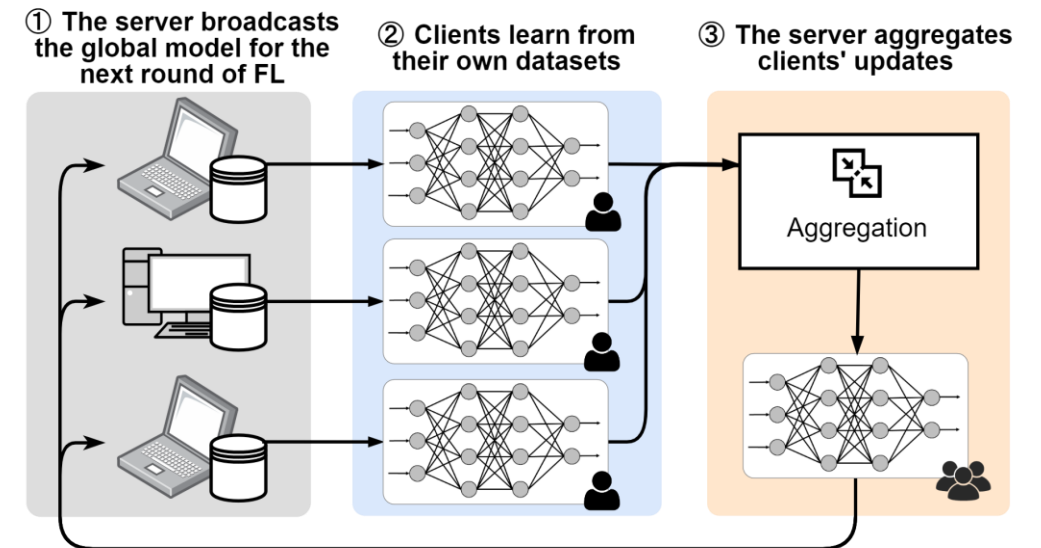 ① The server broadcasts
the global model for the
next round of FL
② Clients learn from
their own datasets
③ The server aggregates
clients' updates
Aggregation